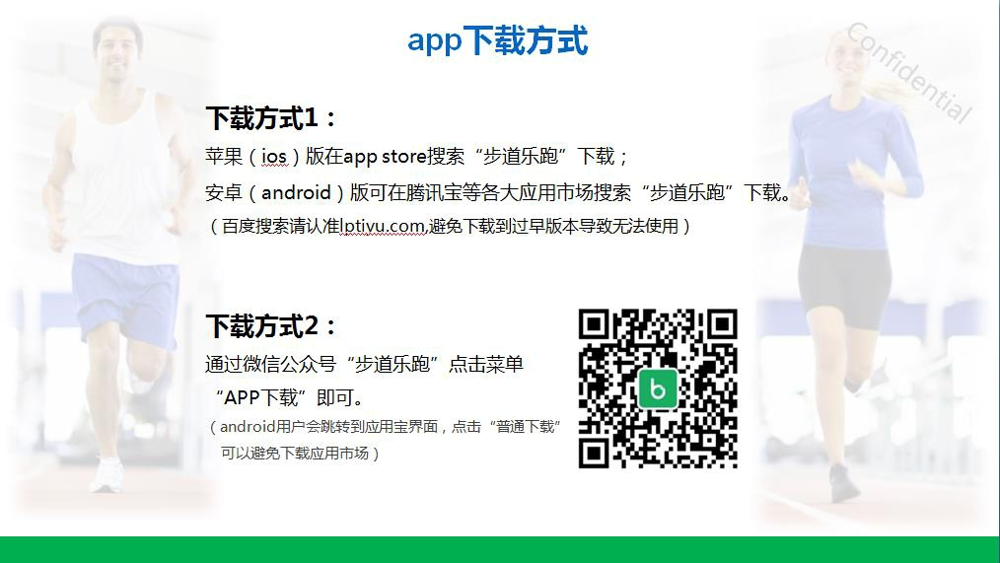 app下载方式
Confidential
下载方式1：
苹果（ios）版在app store搜索“步道乐跑”下载；
安卓（android）版可在腾讯宝等各大应用市场搜索“步道乐跑”下载。
（百度搜索请认准lptiyu.com,避免下载到过早版本导致无法使用）
下载方式2：
通过微信公众号“步道乐跑”点击菜单
“APP下载”即可。
（android用户会跳转到应用宝界面，点击“普通下载”
可以避免下载应用市场）
b